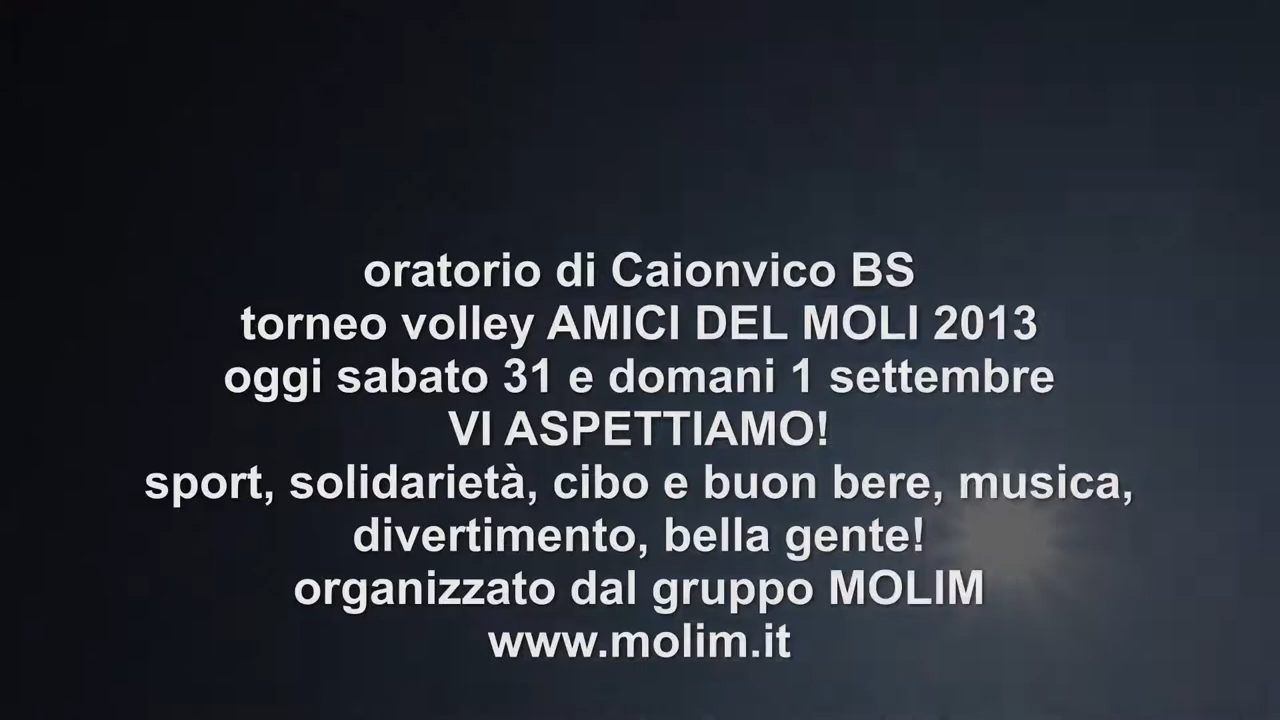 oratorio di Caionvico BS
torneo volley AMICI DEL MOLI 2013
oggi sabato 31 e domani 1 settembre
VI ASPETTIAMO!
sport, solidarietà, cibo e buon bere, musica,
divertimento, bella gente!
organizzato dal gruppo MOLIM
www.molim.it